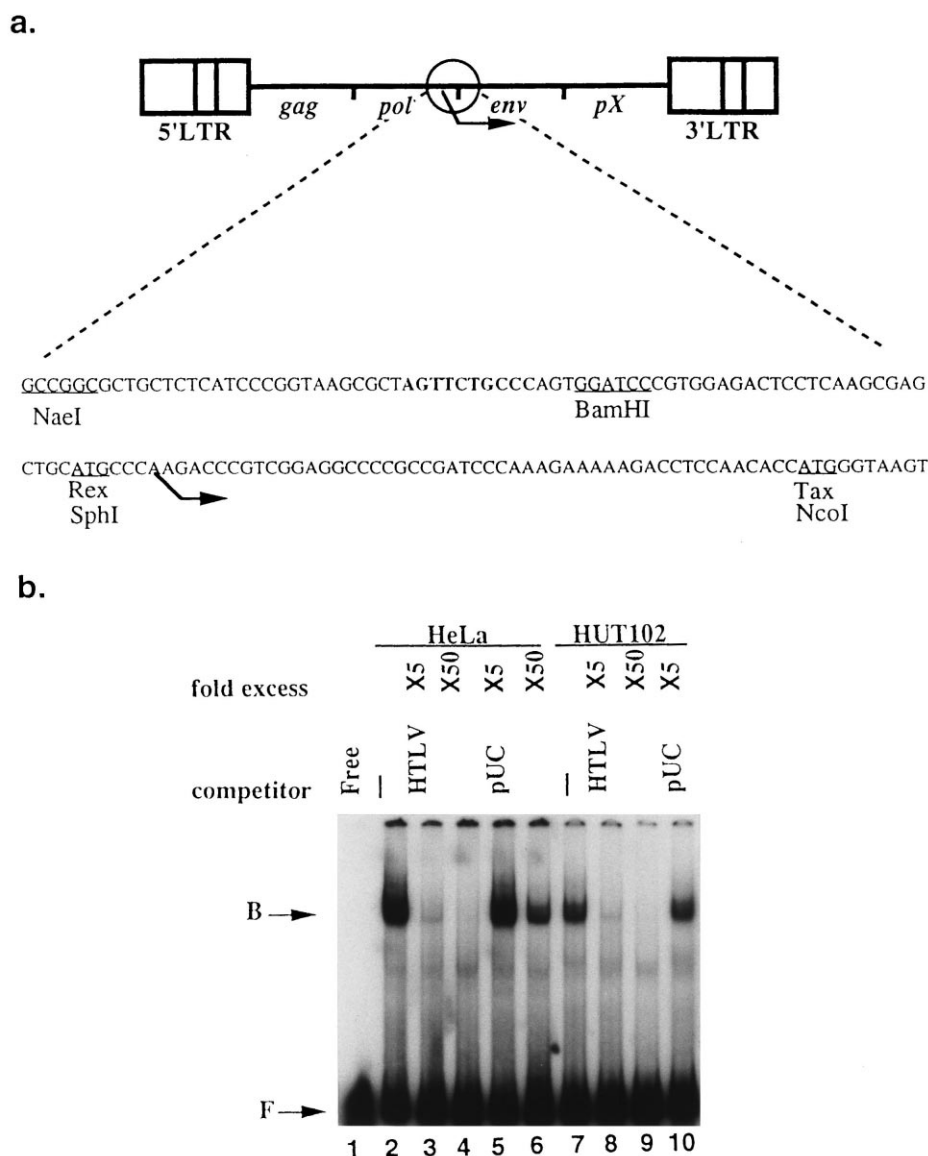 a.
gag pol env pX
5'LTR 3'LTR
GCCGGCGCTGCTCTCATCCCGGTAAGCGCTAGTTCTGCCCAGTGGATCCCGTGGAGACTCCTCAAGCGAG
NaeI BamHI
CTGCATGCCCAAGACCCGTCGGAGGCCCCGCCGATCCCAAAGAAAAAGACCTCCAACACCATGGGTAAGT
Rex Tax
SphI NcoI
b.
HeLa HUT102
fold excess X5 X50 X5 X50 X5 X50 X5
competitor Free – HTLV pUC – HTLV pUC
B
F
1 2 3 4 5 6 7 8 9 10